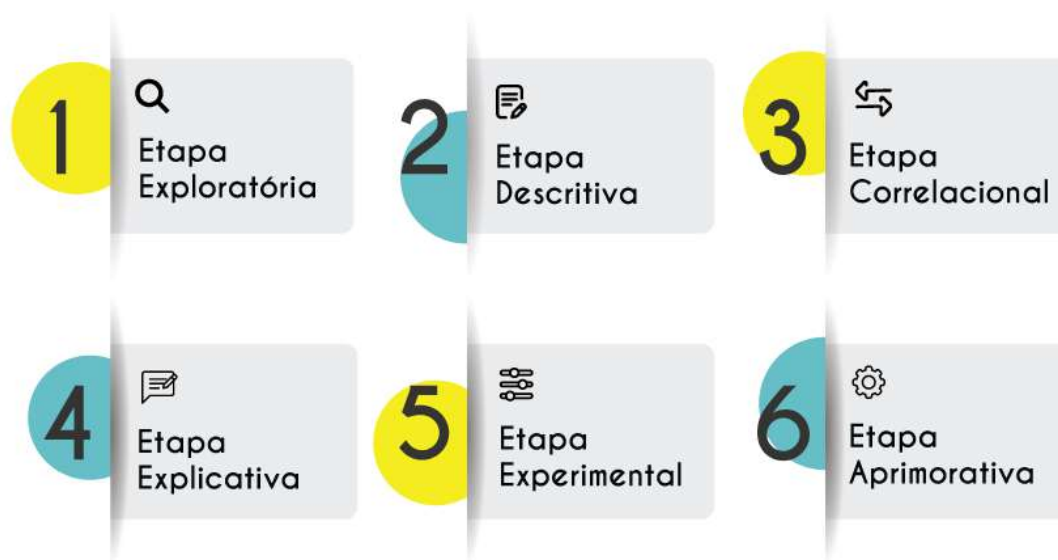 1
Etapa
Exploratória
2
Etapa
Descritiva
3
Etapa
Correlacional
4
Etapa
Explicativa
5
Etapa
Experimental
6
Etapa
Aprimorativa